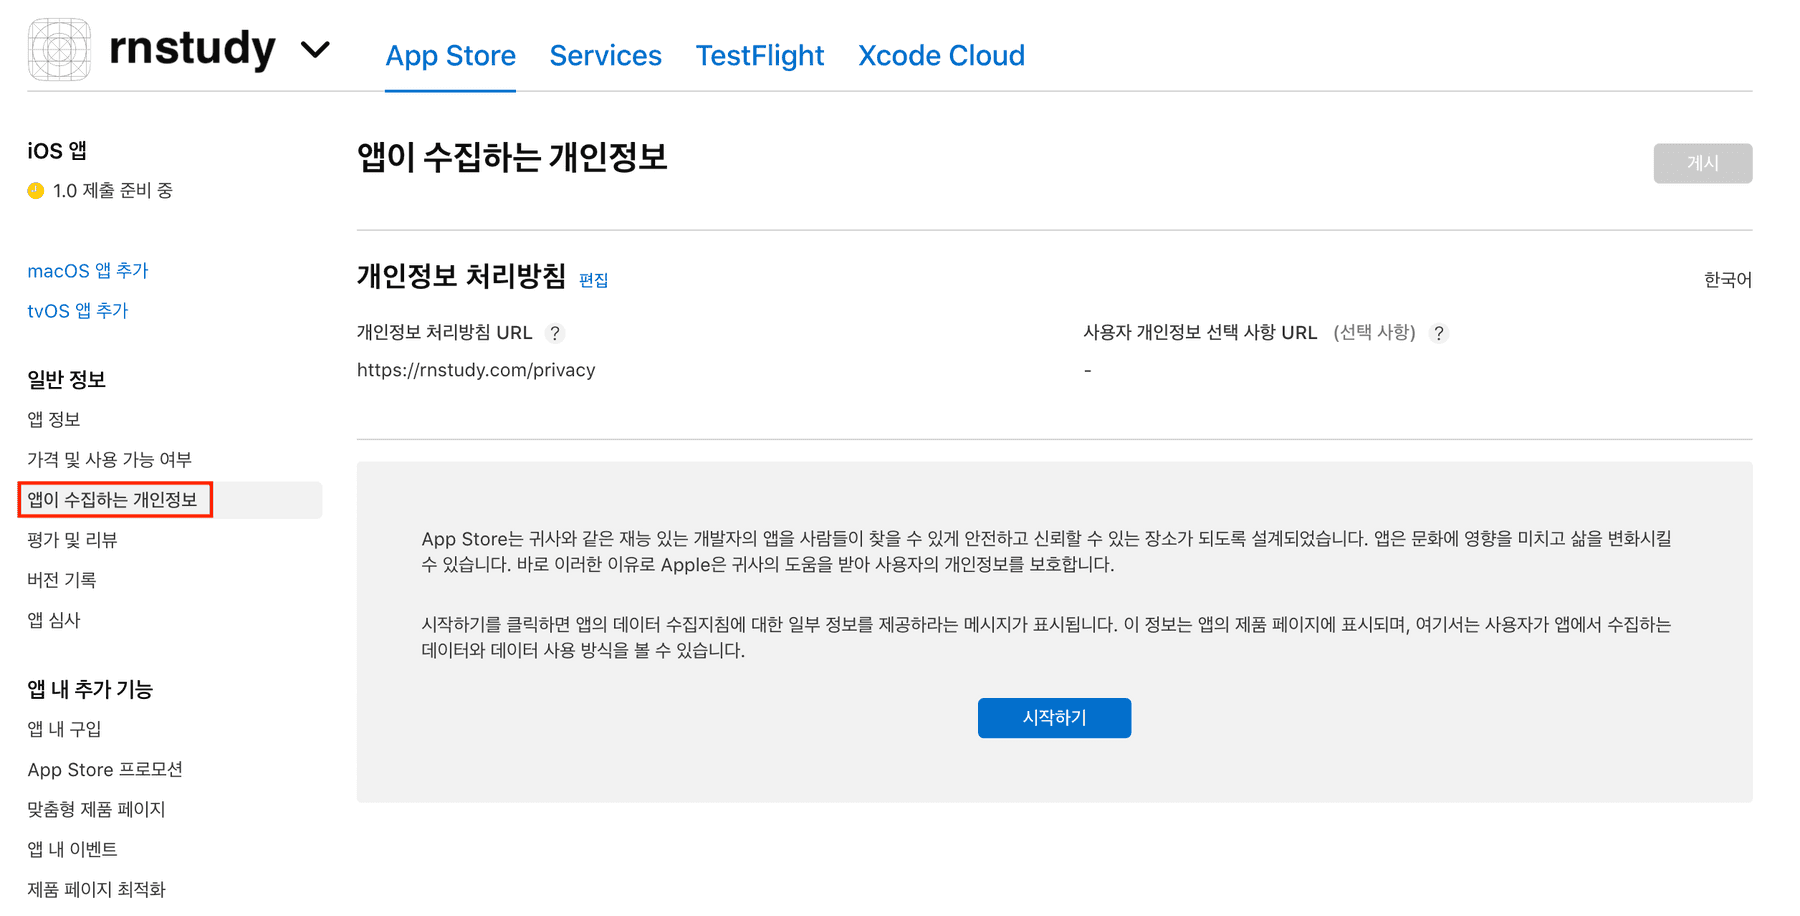 rnstudy
App Store Services TestFlight Xcode Cloud
iOS 앱
1.0 제출 준비 중
macOS 앱 추가
tvOS 앱 추가
일반 정보
앱 정보
가격 및 사용 가능 여부
앱이 수집하는 개인정보
평가 및 리뷰
버전 기록
앱 심사
앱 내 추가 기능
앱 내 구입
App Store 프로모션
맞춤형 제품 페이지
앱 내 이벤트
제품 페이지 최적화
앱이 수집하는 개인정보
게시
개인정보 처리방침 편집
한국어
개인정보 처리방침 URL ?
https://rnstudy.com/privacy
사용자 개인정보 선택 사항 URL (선택 사항) ?
-
App Store는 귀사와 같은 재능 있는 개발자의 앱을 사람들이 찾을 수 있게 안전하고 신뢰할 수 있는 장소가 되도록 설계되었습니다. 앱은 문화에 영향을 미치고 삶을 변화시킬
수 있습니다. 바로 이러한 이유로 Apple은 귀사의 도움을 받아 사용자의 개인정보를 보호합니다.
시작하기를 클릭하면 앱의 데이터 수집지침에 대한 일부 정보를 제공하라는 메시지가 표시됩니다. 이 정보는 앱의 제품 페이지에 표시되며, 여기서는 사용자가 앱에서 수집하는
데이터와 데이터 사용 방식을 볼 수 있습니다.
시작하기